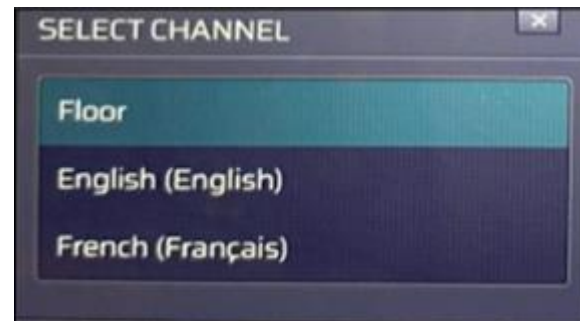 SELECT CHANNEL
Floor
English (English)
French (Français)